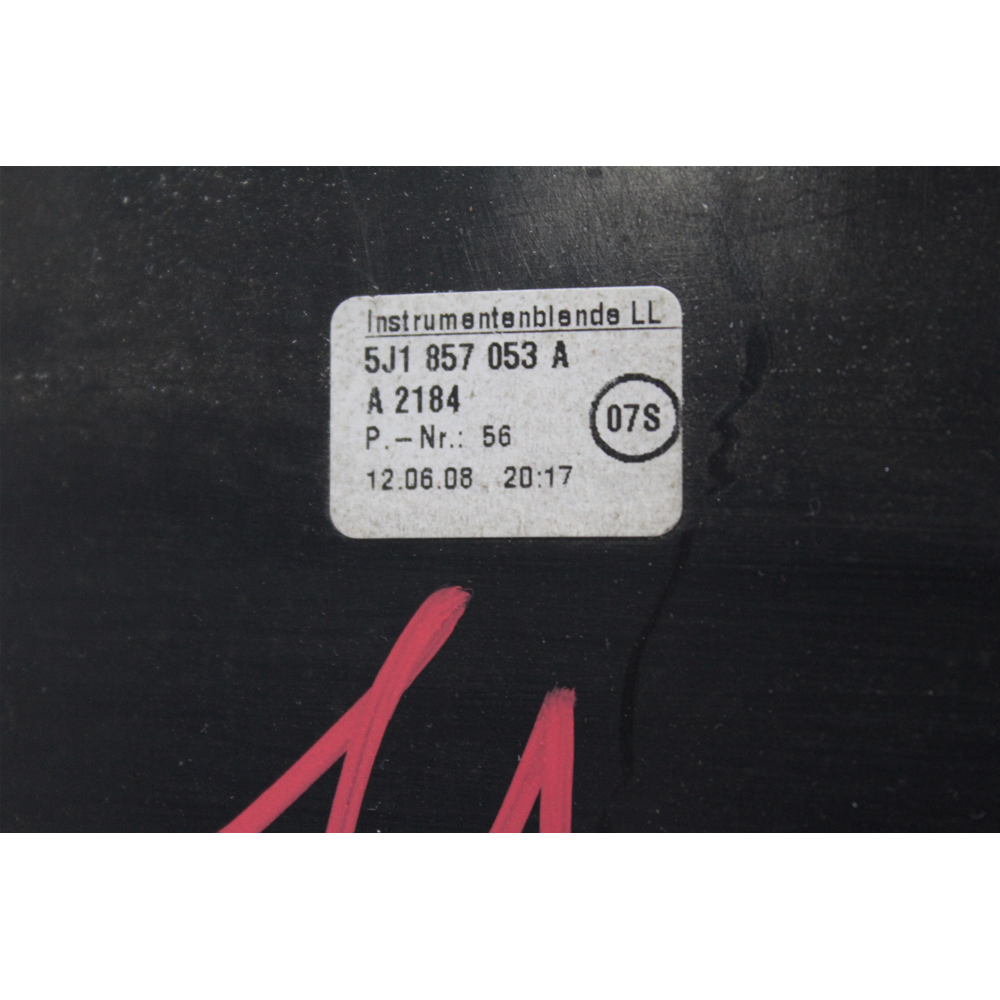 Instrumentenblende LL
5J1 857 053 A
A 2184
07S
P.-Nr.: 56
12.06.08 20:17